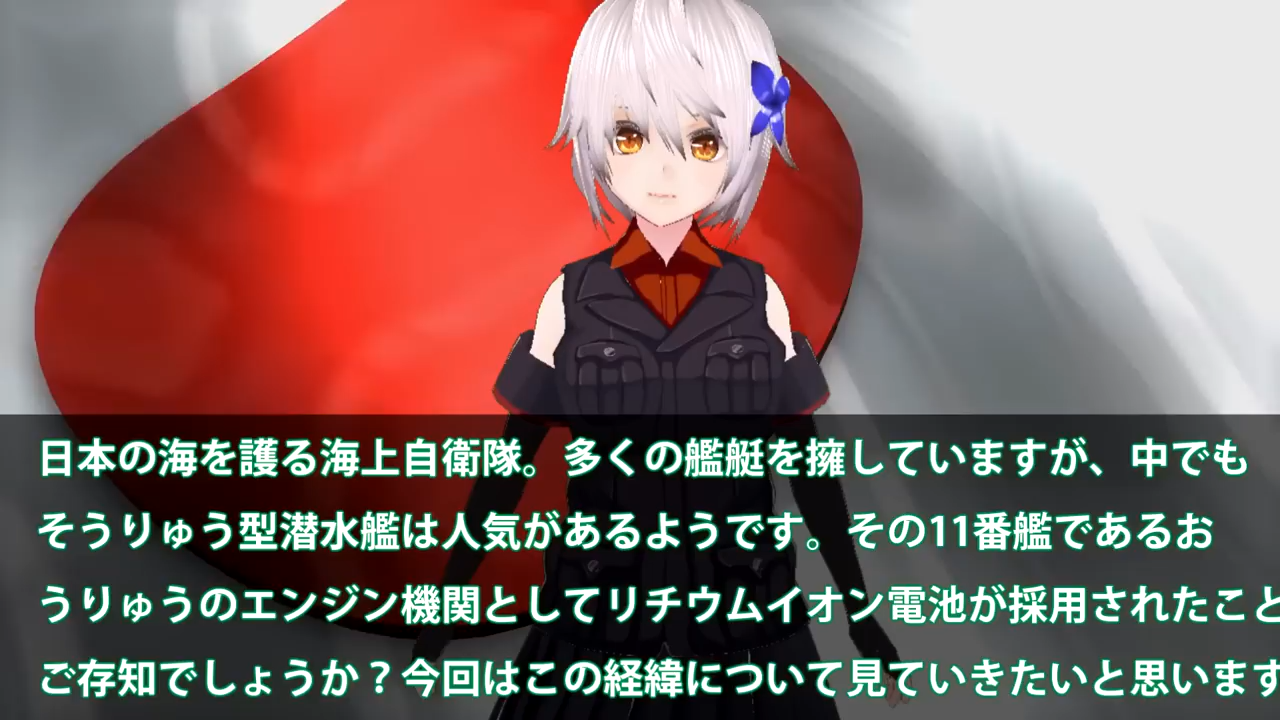 日本の海を護る海上自衛隊。多くの艦艇を擁していますが、中でも
そうりゅう型潜水艦は人気があるようです。その11番艦であるお
うりゅうのエンジン機関としてリチウムイオン電池が採用されたこと
ご存知でしょうか？今回はこの経緯について見ていきたいと思います